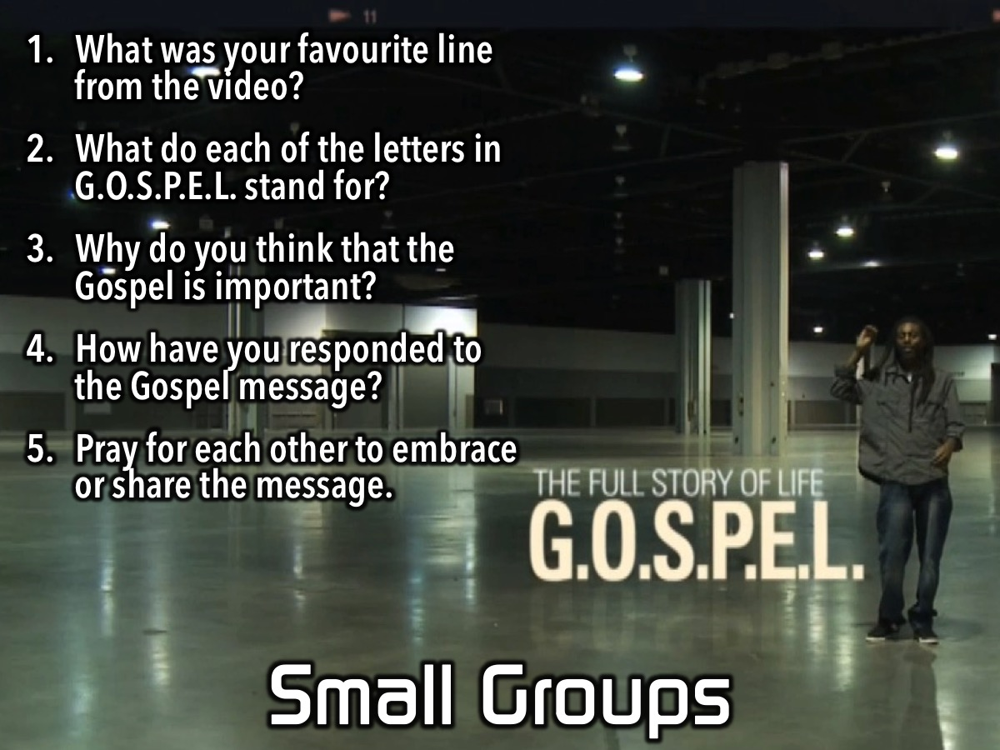 11
1. What was your favourite line
from the video?
2. What do each of the letters in
G.O.S.P.E.L. stand for?
3. Why do you think that the
Gospel is important?
4. How have you responded to
the Gospel message?
5. Pray for each other to embrace
or share the message.
THE FULL STORY OF LIFE
G.O.S.P.E.L.
Small Groups